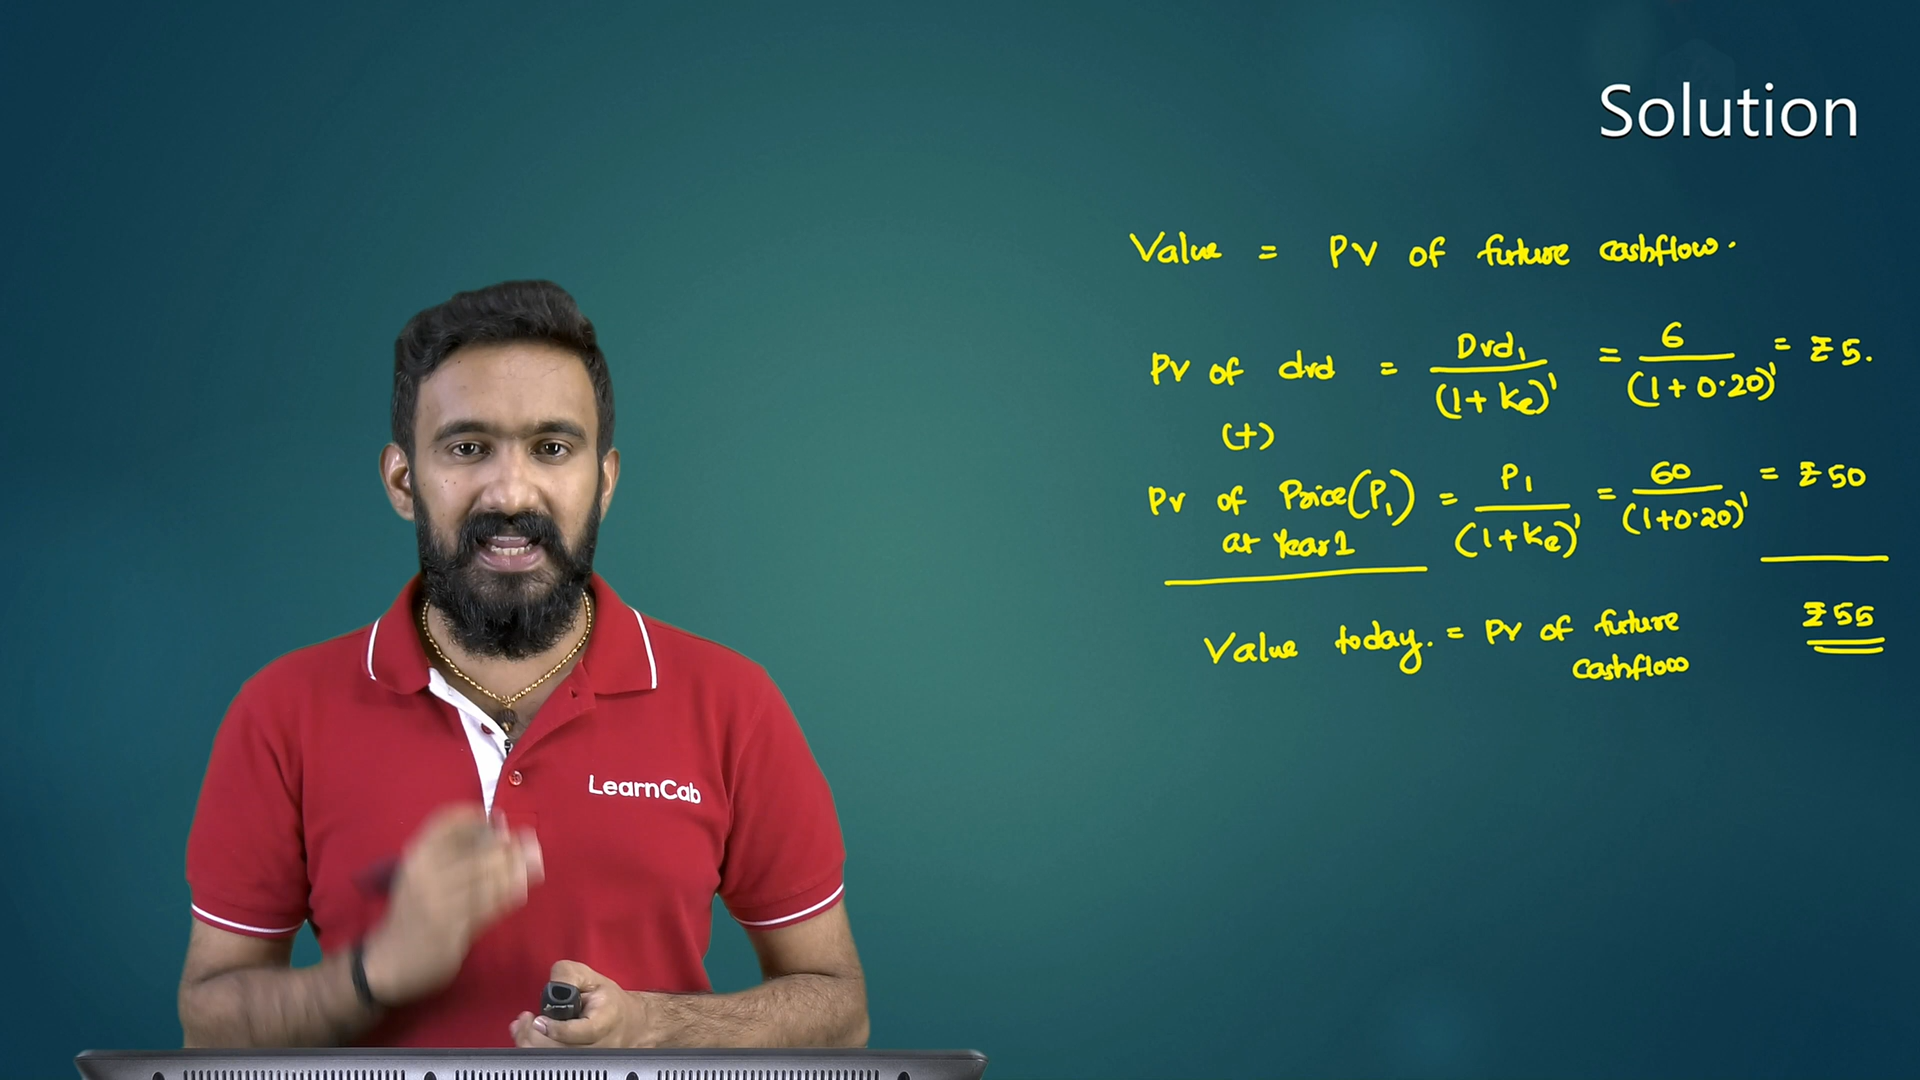 Solution
Value = PV of future cashflow.
PV of dvd = Dvd₁ / (1 + Ke)¹ = 6 / (1 + 0.20)¹ = ₹5.
(+)
PV of Price (P₁) at Year 1 = P₁ / (1 + Ke)¹ = 60 / (1+0.20)¹ = ₹50
Value today. = PV of future cashflow ₹55
LearnCab